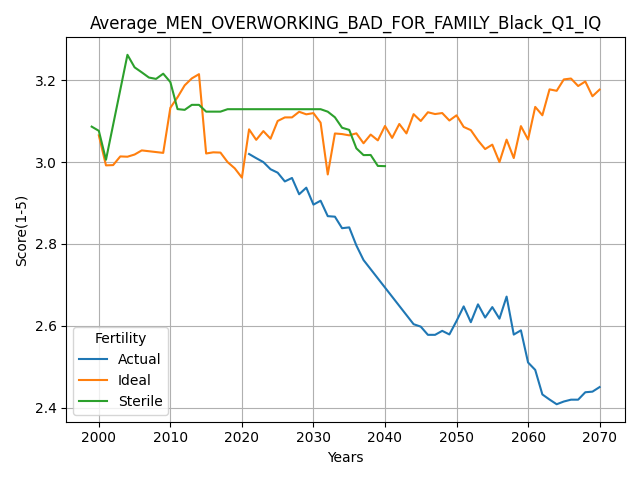 Average_MEN_OVERWORKING_BAD_FOR_FAMILY_Black_Q1_IQ
Score(1-5)
3.2
3.0
2.8
2.6
2.4
Fertility
Actual
Ideal
Sterile
2000 2010 2020 2030 2040 2050 2060 2070
Years